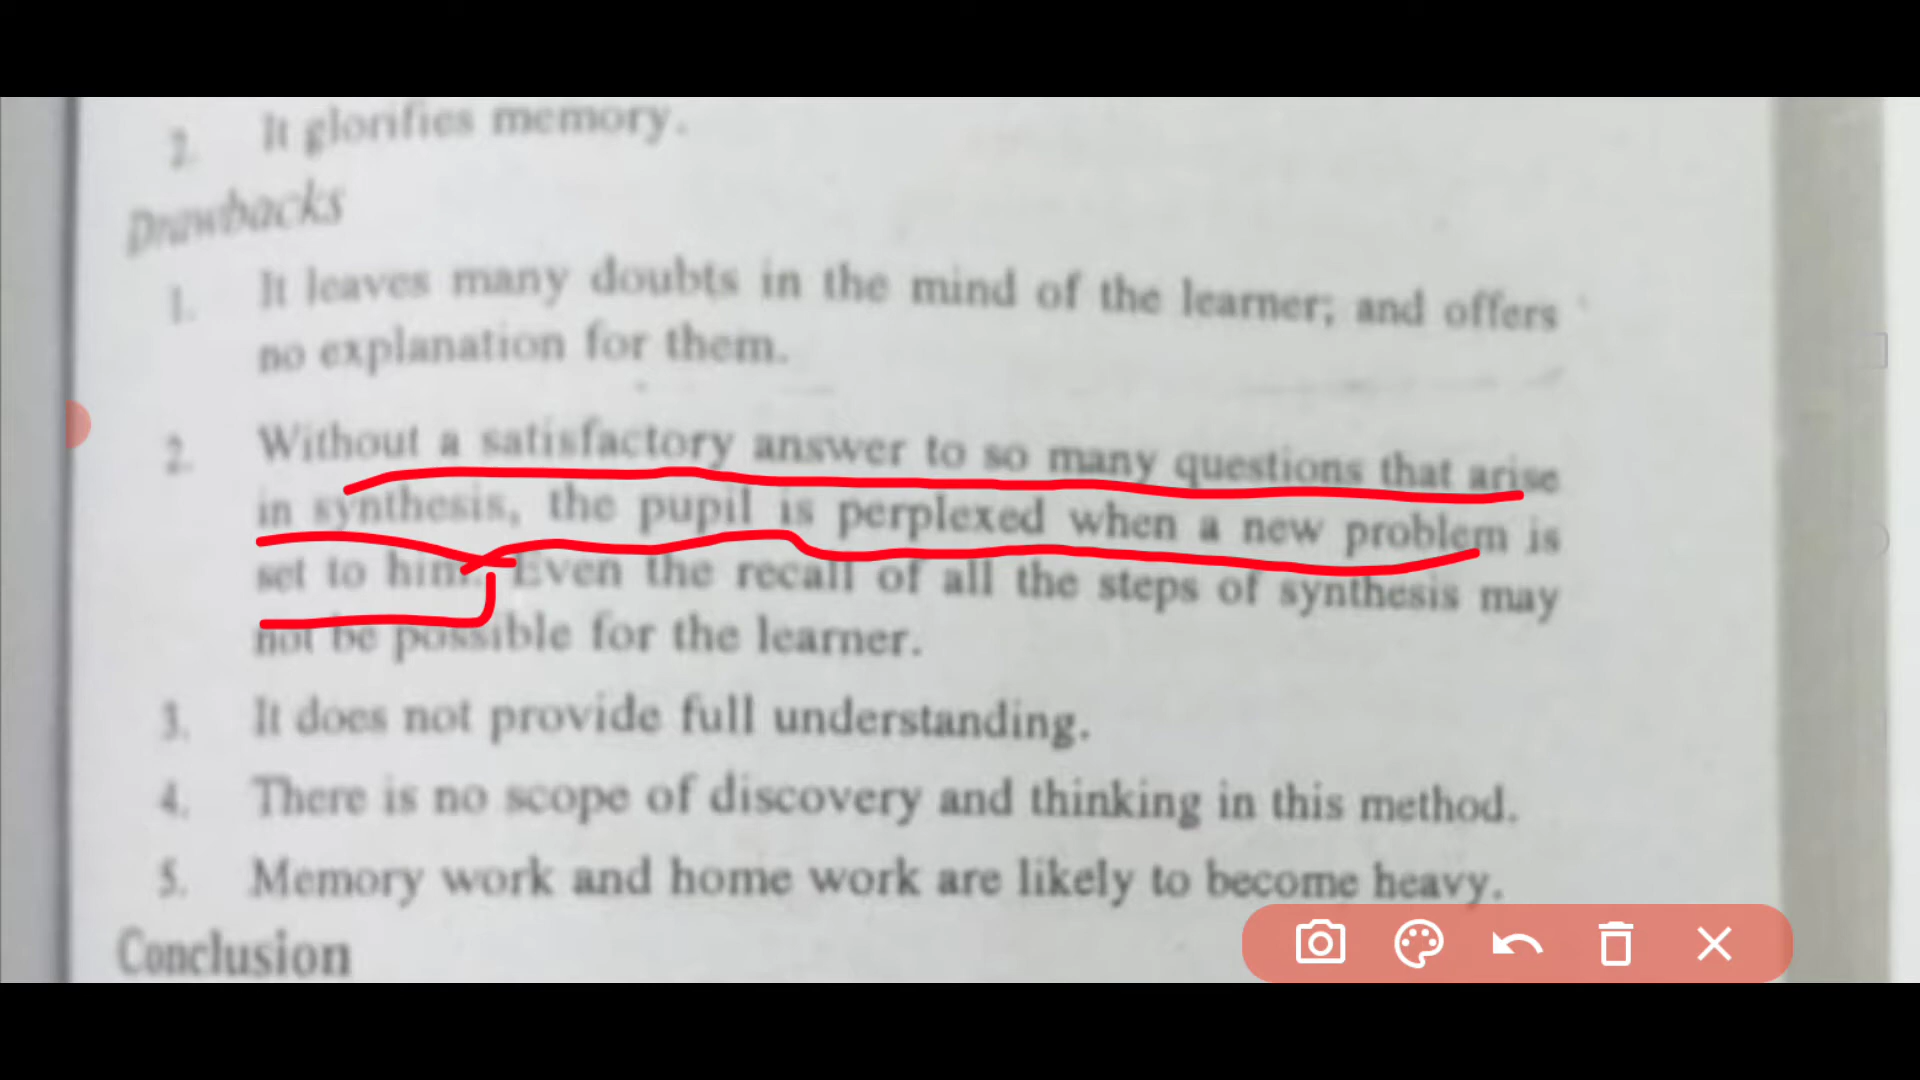 2. It glorifies memory.
Drawbacks
1. It leaves many doubts in the mind of the learner; and offers
no explanation for them.
2. Without a satisfactory answer to so many questions that arise
in synthesis, the pupil is perplexed when a new problem is
set to him. Even the recall of all the steps of synthesis may
not be possible for the learner.
3. It does not provide full understanding.
4. There is no scope of discovery and thinking in this method.
5. Memory work and home work are likely to become heavy.
Conclusion